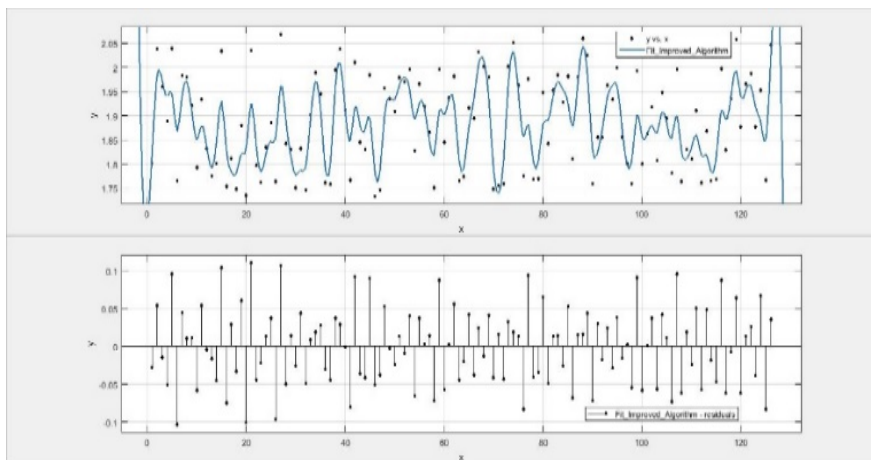 2.05
2
1.95
1.9
1.85
1.8
1.75
y
0 20 40 60 80 100 120
x
y vs. x
Fit_Improved_Algorithm
0.1
0.05
0
-0.05
-0.1
y
0 20 40 60 80 100 120
x
Fit_Improved_Algorithm - residuals